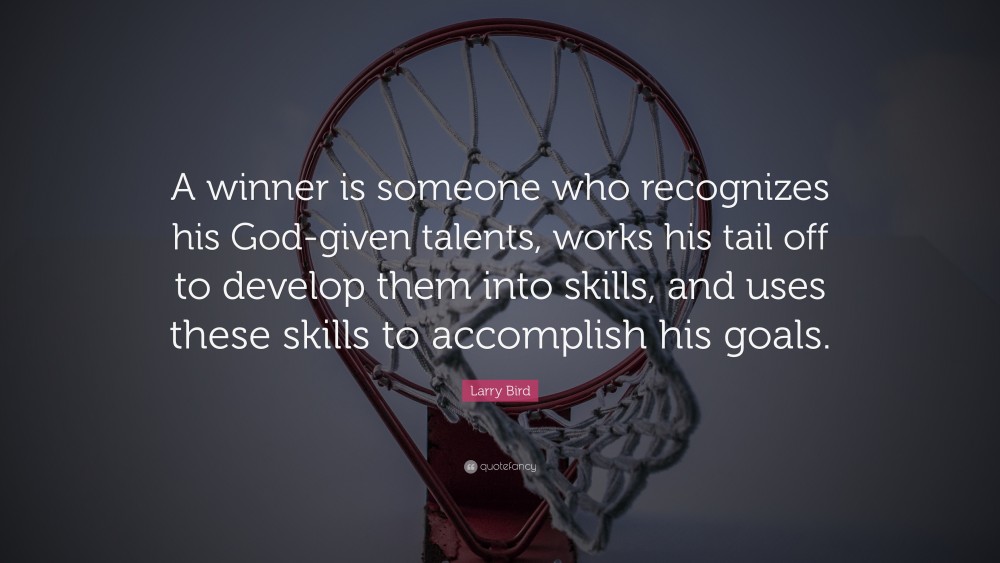 A winner is someone who recognizes
his God-given talents, works his tail off
to develop them into skills, and uses
these skills to accomplish his goals.
Larry Bird
quotefancy